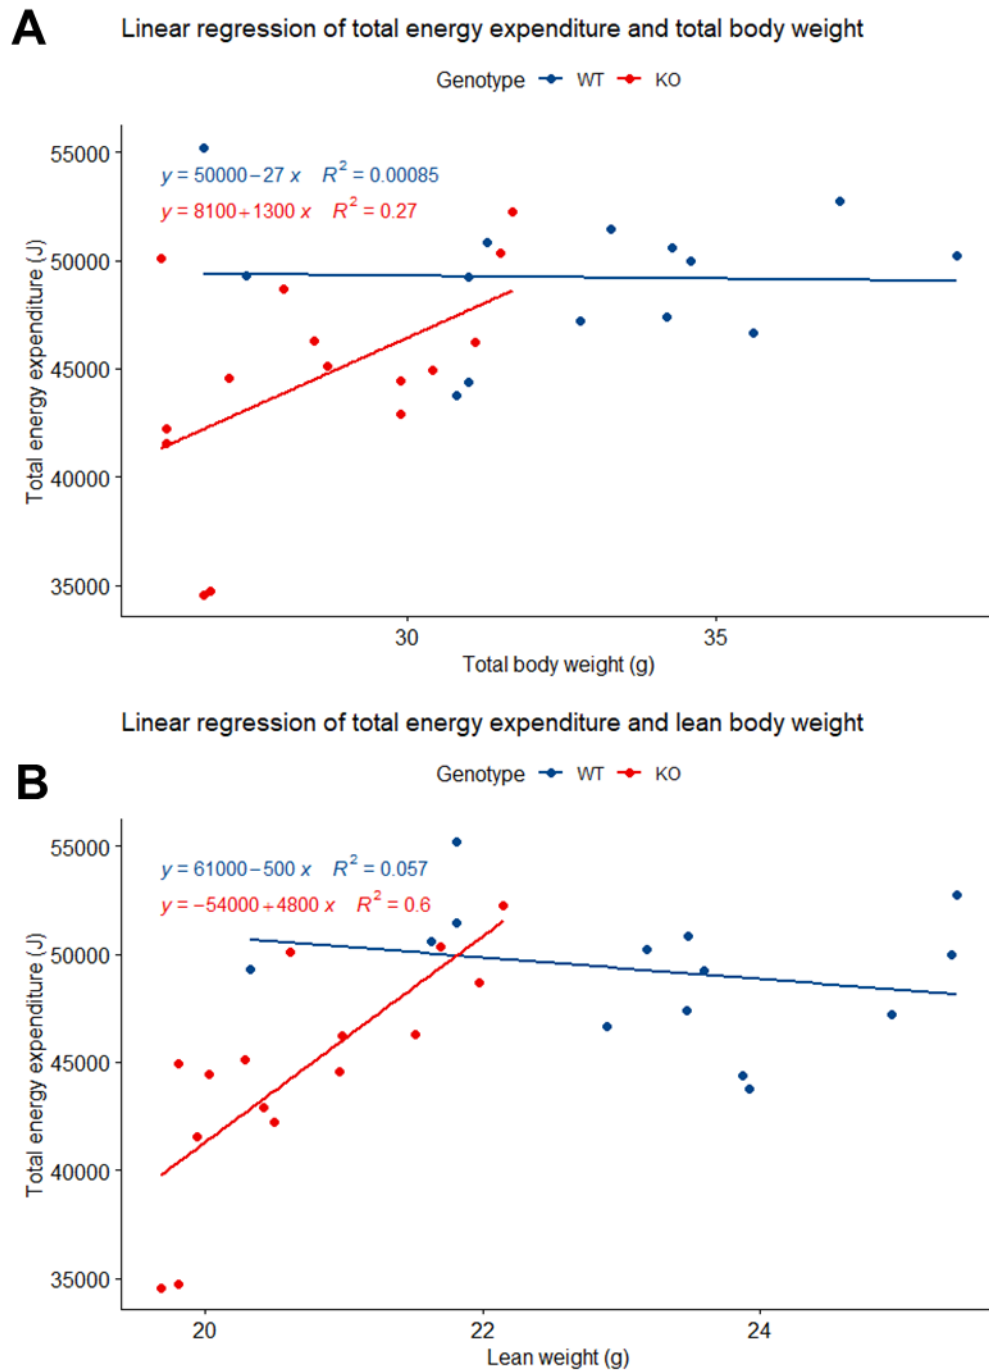 A
Linear regression of total energy expenditure and total body weight
Genotype WT KO
y = 50000−27 x R² = 0.00085
y = 8100+1300 x R² = 0.27
55000
50000
45000
40000
35000
Total energy expenditure (J)
30 35
Total body weight (g)
Linear regression of total energy expenditure and lean body weight
B
Genotype WT KO
y = 61000−500 x R² = 0.057
y = −54000+4800 x R² = 0.6
55000
50000
45000
40000
35000
Total energy expenditure (J)
20 22 24
Lean weight (g)